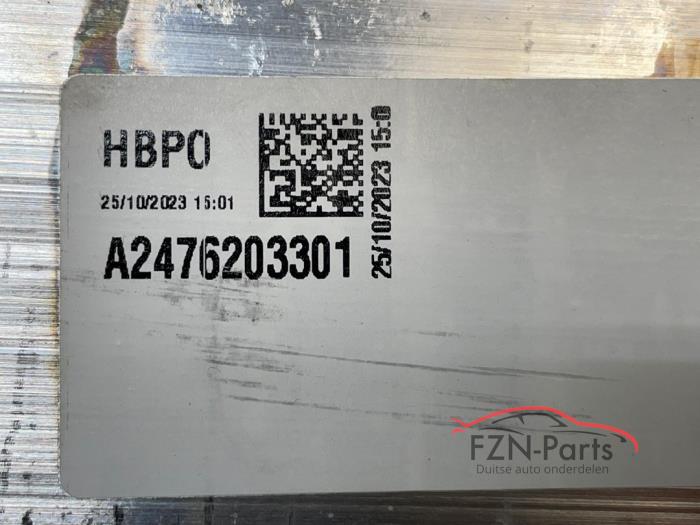 HBPO
25/10/2023 15:01
A2476203301
25/10/2023 15:0
FZN-Parts
Duitse auto onderdelen